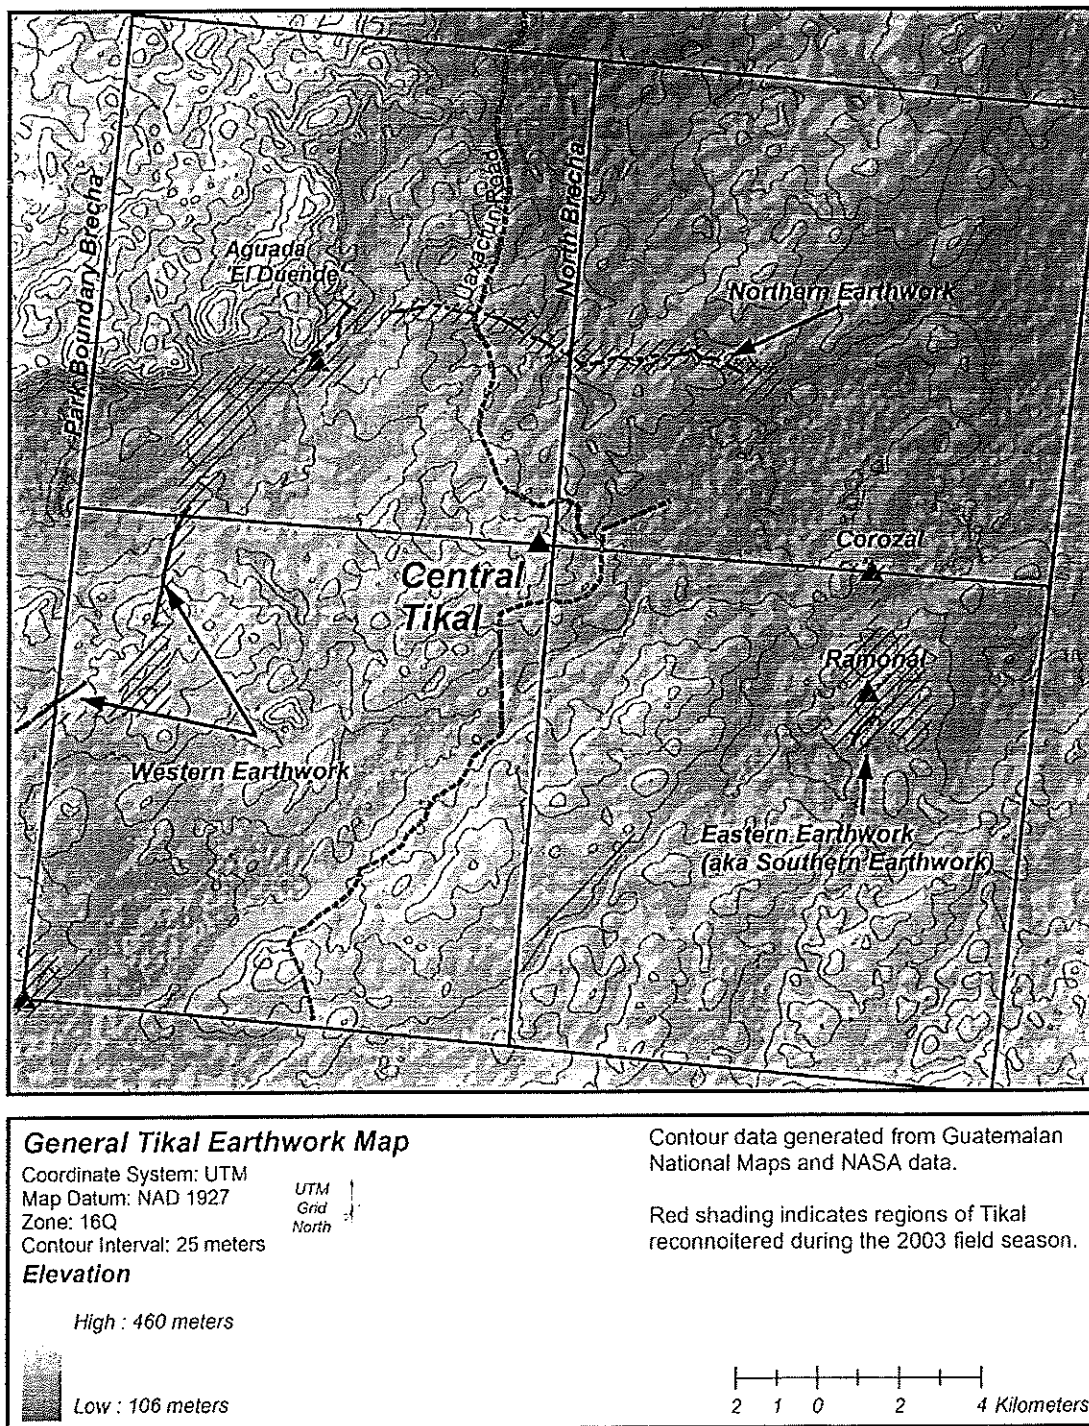 Park Boundary Brecha
Uaxactun Road
North Brecha
Aguada
'El Duende'
Northern Earthwork
Corozal
Central
Tikal
Ramonal
Western Earthwork
Eastern Earthwork
(aka Southern Earthwork)
General Tikal Earthwork Map
Coordinate System: UTM
Map Datum: NAD 1927
Zone: 16Q
Contour Interval: 25 meters
UTM
Grid
North
Elevation
High : 460 meters
Low : 106 meters
Contour data generated from Guatemalan
National Maps and NASA data.
Red shading indicates regions of Tikal
reconnoitered during the 2003 field season.
2 1 0 2 4 Kilometers